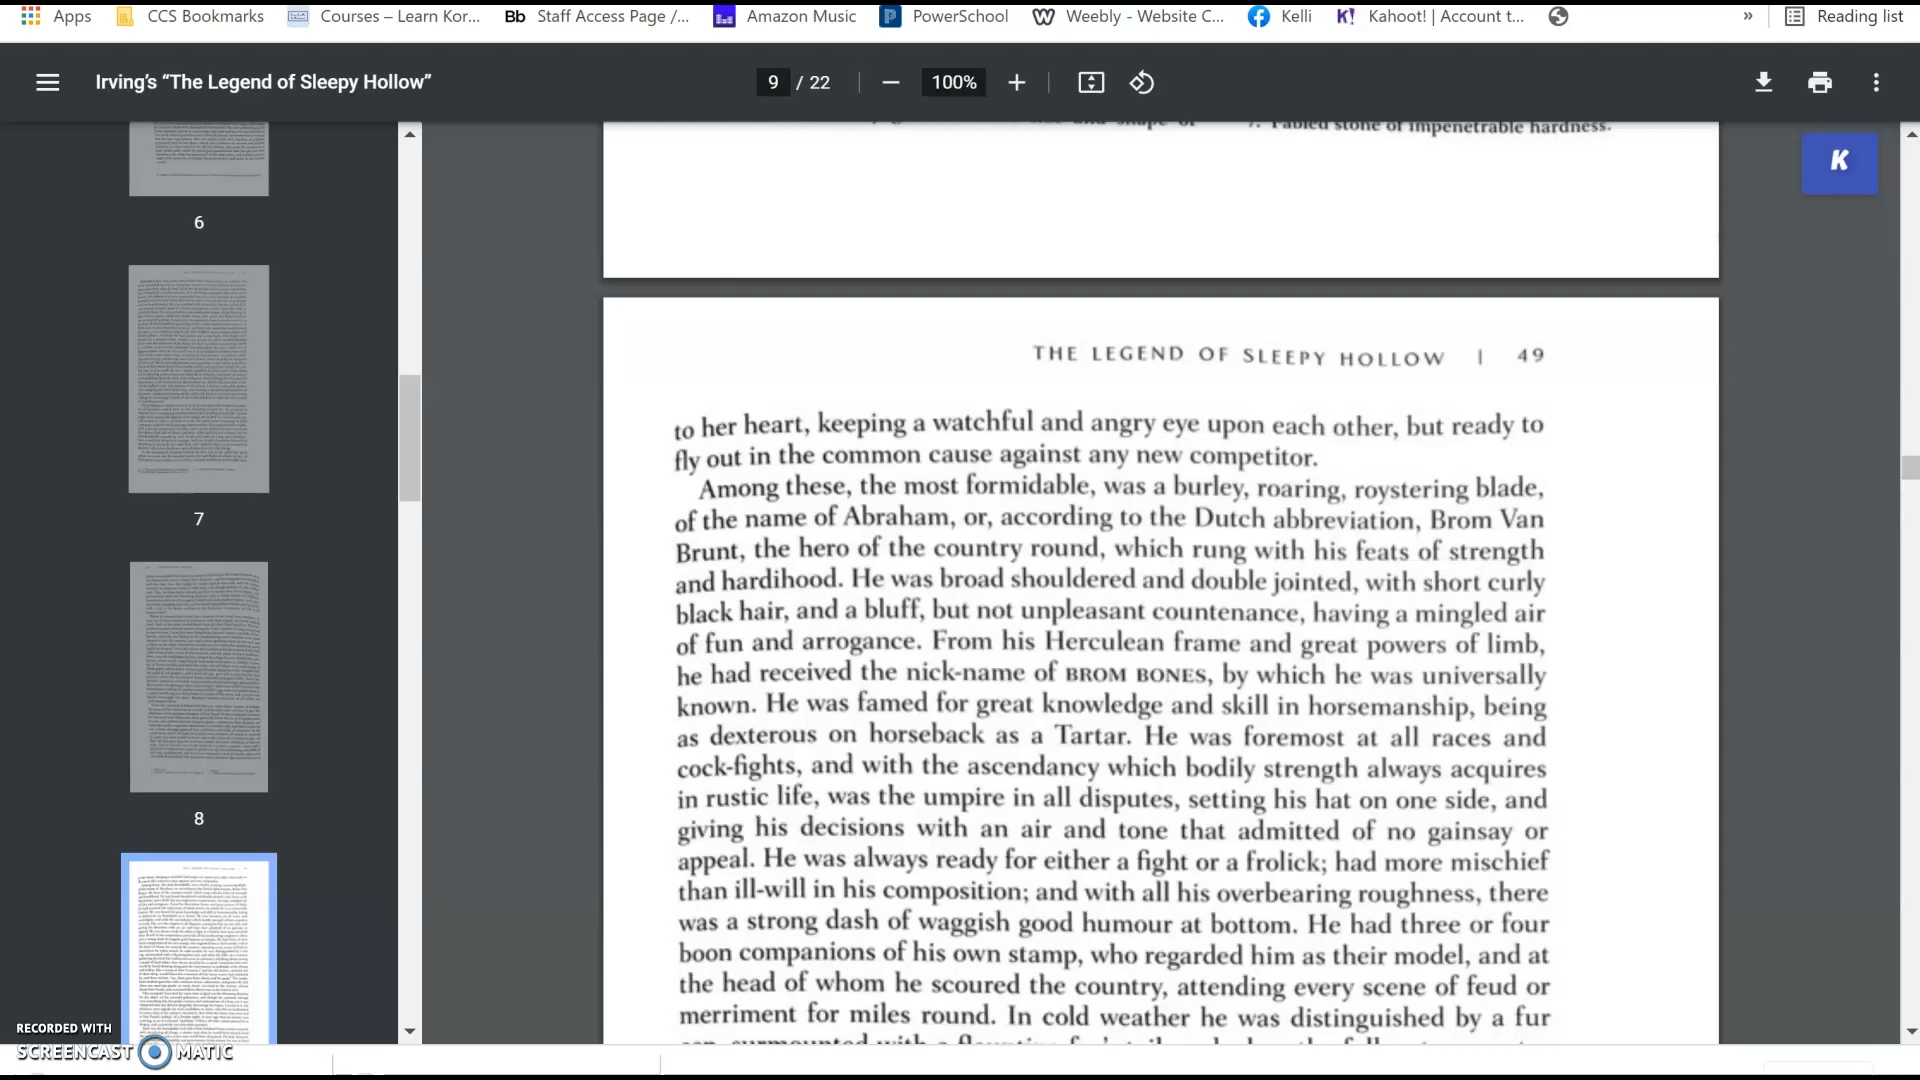 Apps CCS Bookmarks Courses – Learn Kor... Bb Staff Access Page /... Amazon Music PowerSchool Weebly - Website C... Kelli K! Kahoot! | Account t... » Reading list
Irving's “The Legend of Sleepy Hollow” 9 / 22 − 100% +
K
6
7
8
7. Fabled stone of impenetrable hardness.
THE LEGEND OF SLEEPY HOLLOW | 49
to her heart, keeping a watchful and angry eye upon each other, but ready to
fly out in the common cause against any new competitor.
Among these, the most formidable, was a burley, roaring, roystering blade,
of the name of Abraham, or, according to the Dutch abbreviation, Brom Van
Brunt, the hero of the country round, which rung with his feats of strength
and hardihood. He was broad shouldered and double jointed, with short curly
black hair, and a bluff, but not unpleasant countenance, having a mingled air
of fun and arrogance. From his Herculean frame and great powers of limb,
he had received the nick-name of BROM BONES, by which he was universally
known. He was famed for great knowledge and skill in horsemanship, being
as dexterous on horseback as a Tartar. He was foremost at all races and
cock-fights, and with the ascendancy which bodily strength always acquires
in rustic life, was the umpire in all disputes, setting his hat on one side, and
giving his decisions with an air and tone that admitted of no gainsay or
appeal. He was always ready for either a fight or a frolick; had more mischief
than ill-will in his composition; and with all his overbearing roughness, there
was a strong dash of waggish good humour at bottom. He had three or four
boon companions of his own stamp, who regarded him as their model, and at
the head of whom he scoured the country, attending every scene of feud or
merriment for miles round. In cold weather he was distinguished by a fur
RECORDED WITH
SCREENCAST MATIC